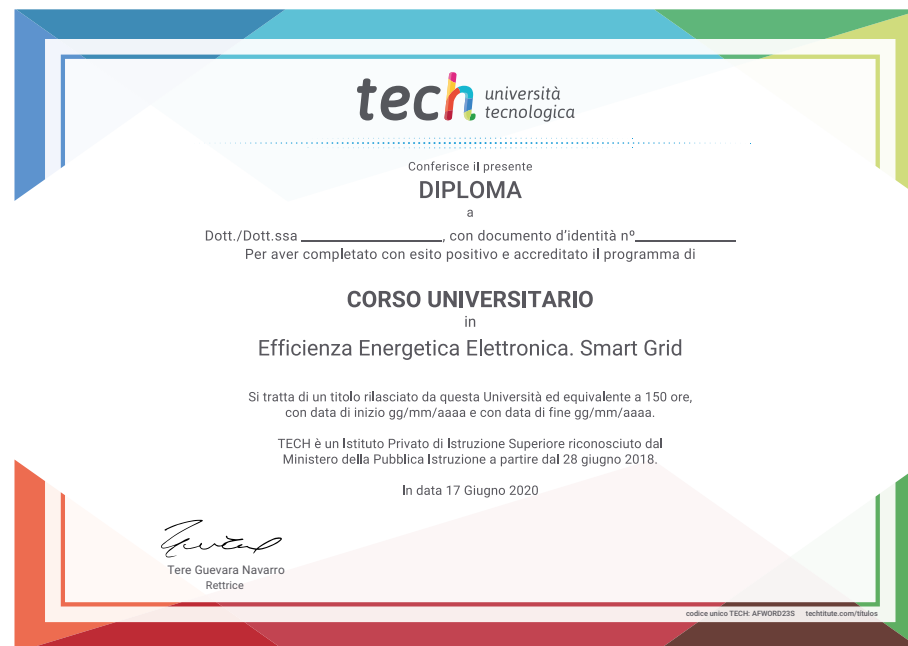 tech università
tecnologica
Conferisce il presente
DIPLOMA
a
Dott./Dott.ssa , con documento d'identità nº
Per aver completato con esito positivo e accreditato il programma di
CORSO UNIVERSITARIO
in
Efficienza Energetica Elettronica. Smart Grid
Si tratta di un titolo rilasciato da questa Università ed equivalente a 150 ore,
con data di inizio gg/mm/aaaa e con data di fine gg/mm/aaaa.
TECH è un Istituto Privato di Istruzione Superiore riconosciuto dal
Ministero della Pubblica Istruzione a partire dal 28 giugno 2018.
In data 17 Giugno 2020
Tere Guevara Navarro
Rettrice
codice unico TECH: AFWORD23S techtitute.com/títulos